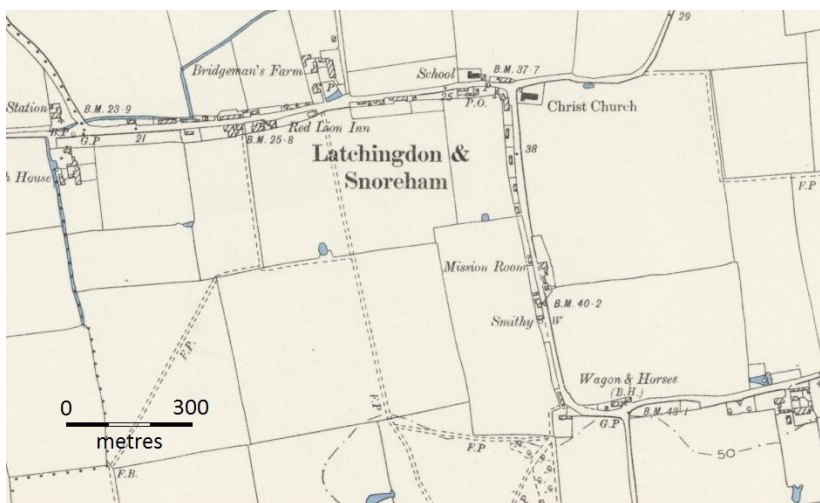 29
Bridgeman's Farm
School
B.M. 37·7
P
P
Station
B.M. 23·9
25
P.O.
Christ Church
B.P.
21
G.P
Red Lion Inn
B.M. 25·8
Latchingdon &
Snoreham
38
F.P.
House
Mission Room
B.M. 40·2
Smithy
W
F.P.
Wagon & Horses
(B.H.)
0
300
metres
F.P.
B.M. 49·1
G.P
F.P
50
F.B.
F.P.